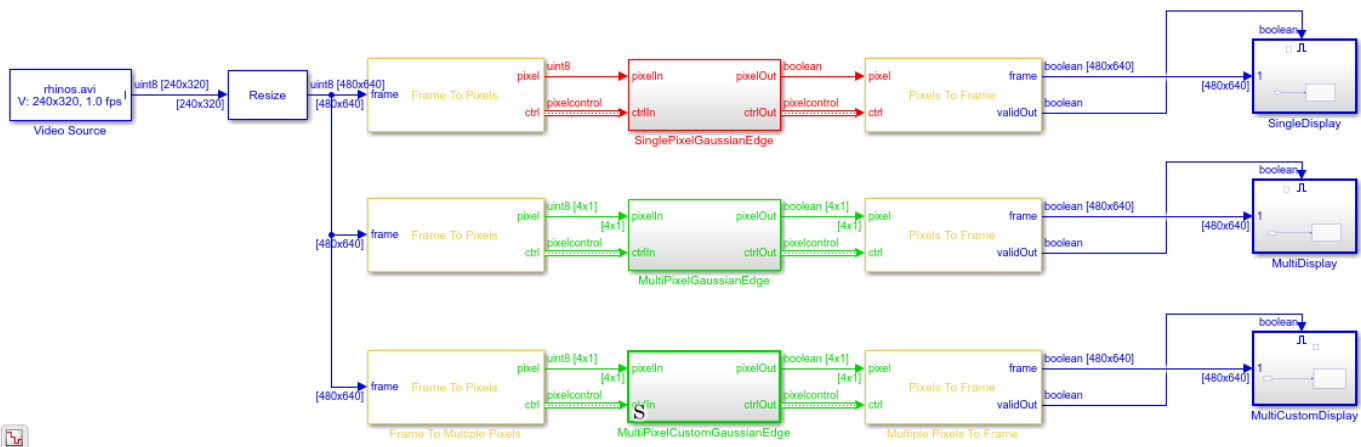 rhinos.avi
V: 240x320, 1.0 fps
I
Video Source
uint8 [240x320]
[240x320]
Resize
uint8 [480x640]
[480x640]
frame
Frame To Pixels
pixel
ctrl
uint8
pixelcontrol
pixelIn
ctrlIn
pixelOut
ctrlOut
SinglePixelGaussianEdge
boolean
pixelcontrol
pixel
ctrl
Pixels To Frame
frame
validOut
boolean [480x640]
[480x640]
boolean
boolean
1
SingleDisplay
[480x640]
frame
Frame To Pixels
pixel
ctrl
uint8 [4x1]
[4x1]
pixelcontrol
pixelIn
ctrlIn
pixelOut
ctrlOut
MultiPixelGaussianEdge
boolean [4x1]
[4x1]
pixelcontrol
pixel
ctrl
Pixels To Frame
frame
validOut
boolean [480x640]
[480x640]
boolean
boolean
1
MultiDisplay
[480x640]
frame
Frame To Pixels
pixel
ctrl
Frame To Multiple Pixels
uint8 [4x1]
[4x1]
pixelcontrol
pixelIn
ctrlIn
S
pixelOut
ctrlOut
MultiPixelCustomGaussianEdge
boolean [4x1]
[4x1]
pixelcontrol
pixel
ctrl
Pixels To Frame
frame
validOut
Multiple Pixels To Frame
boolean [480x640]
[480x640]
boolean
boolean
1
MultiCustomDisplay